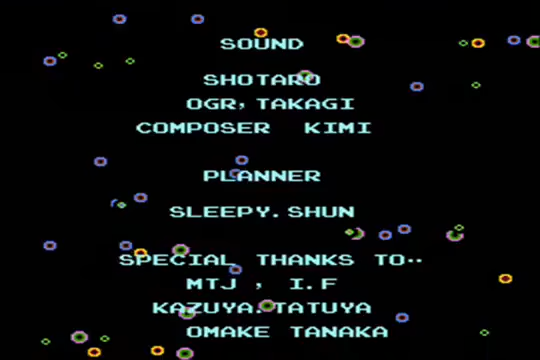 SOUND
SHOTARO
OGR,TAKAGI
COMPOSER KIMI
PLANNER
SLEEPY.SHUN
SPECIAL THANKS TO..
MTJ , I.F
KAZUYA.TATUYA
OMAKE TANAKA